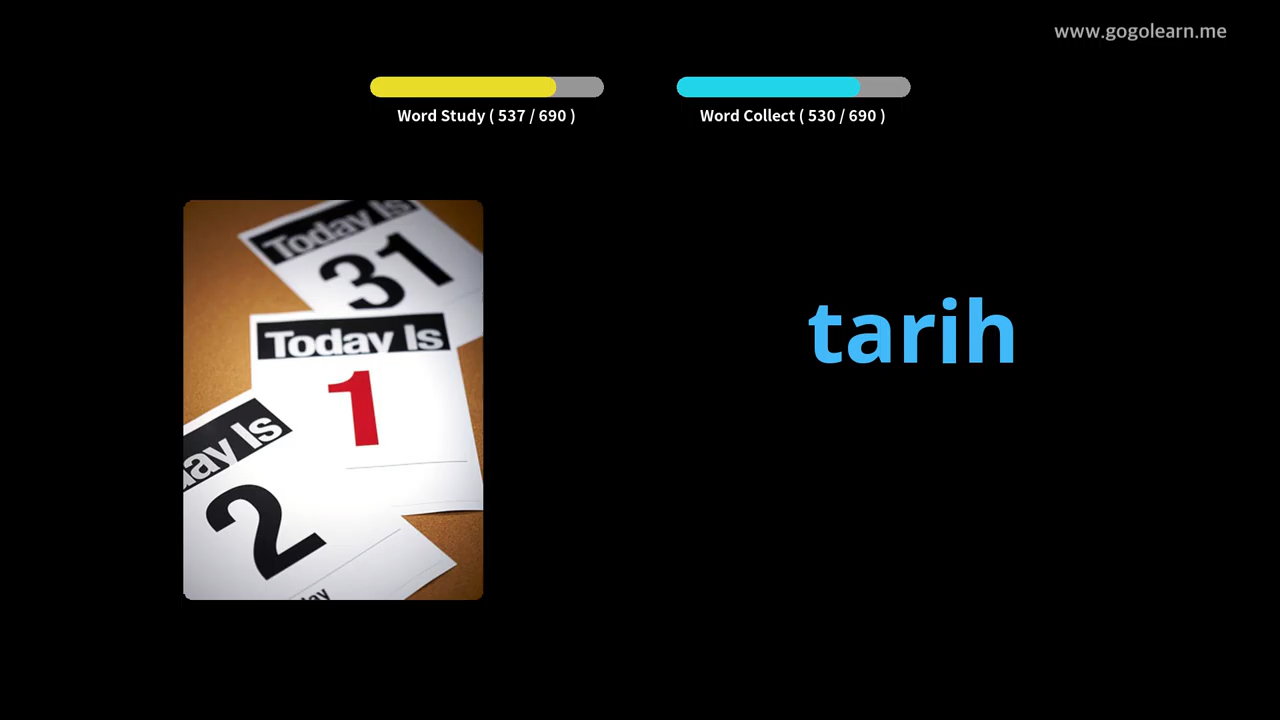 www.gogolearn.me
Word Study ( 537 / 690 )
Word Collect ( 530 / 690 )
Today Is
31
Today Is
1
ay Is
2
tarih